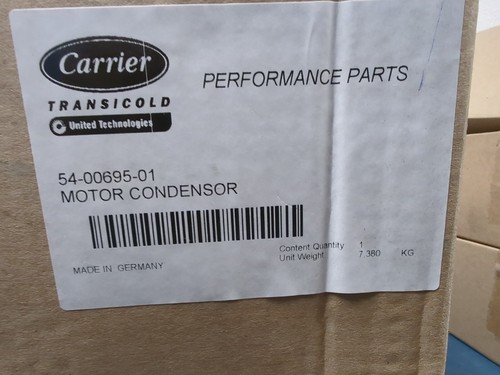 Carrier
TRANSICOLD
United Technologies
PERFORMANCE PARTS
54-00695-01
MOTOR CONDENSOR
Content Quantity 1
Unit Weight 7.380 KG
MADE IN GERMANY